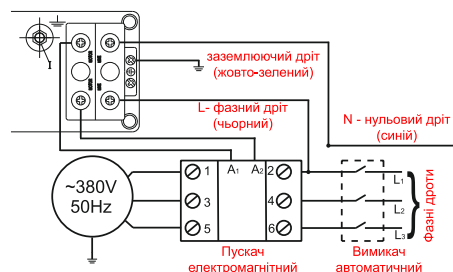 заземлюючий дріт
(жовто-зелений)
L- фазний дріт
(чорний)
N - нульовий дріт
(синій)
I
~380V
50Hz
1
A1
A2
2
3
4
5
6
L1
L2
L3
Фазні дроти
Пускач
електромагнітний
Вимикач
автоматичний